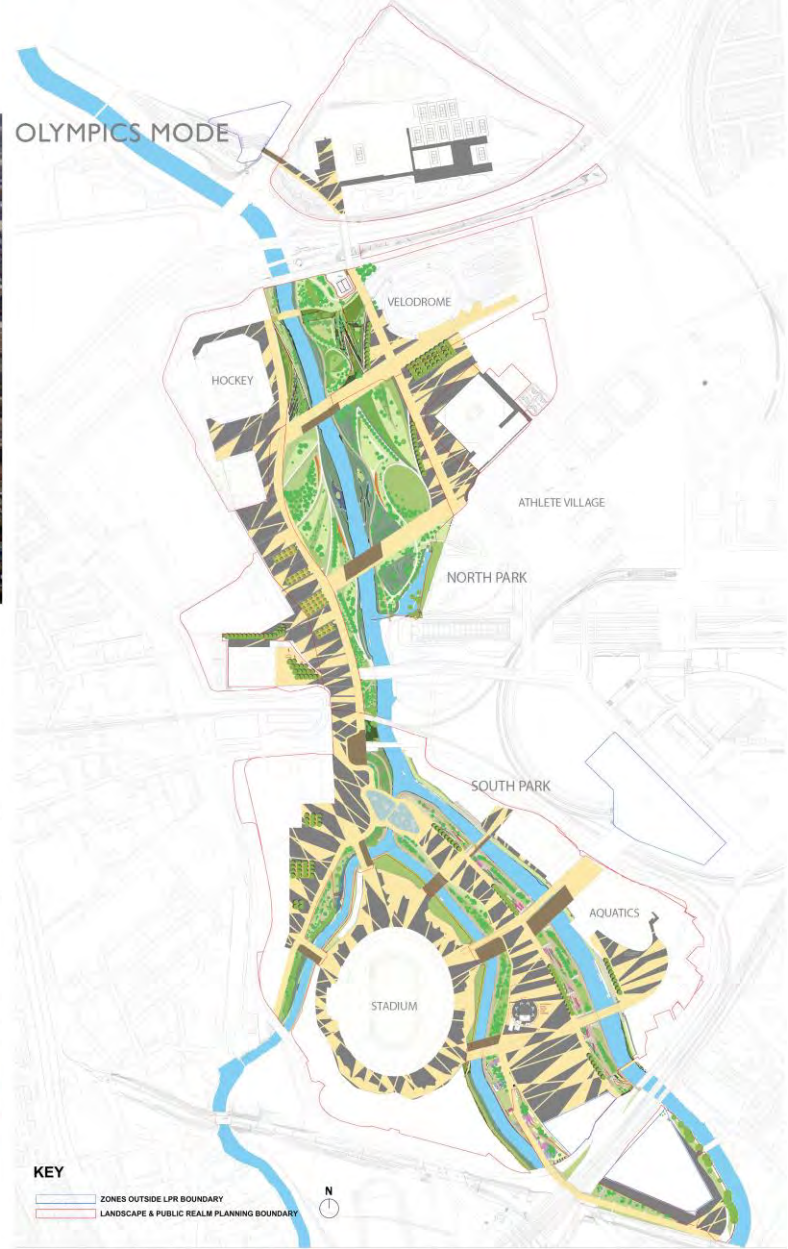 OLYMPICS MODE
VELODROME
HOCKEY
ATHLETE VILLAGE
NORTH PARK
SOUTH PARK
AQUATICS
STADIUM
KEY
ZONES OUTSIDE LPR BOUNDARY
LANDSCAPE & PUBLIC REALM PLANNING BOUNDARY
N